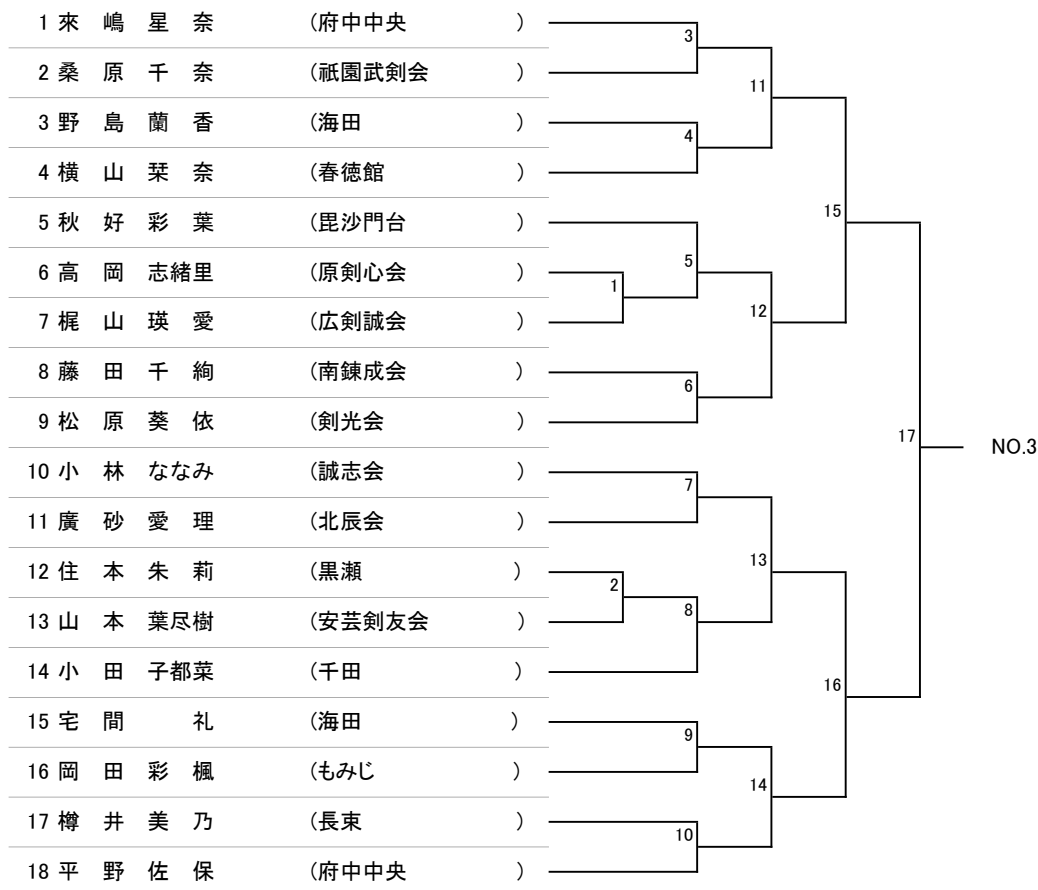 1 來 嶋 星 奈 (府中中央 )
3
2 桑 原 千 奈 (祇園武剣会 )
11
3 野 島 蘭 香 (海田 )
4
4 横 山 栞 奈 (春徳館 )
15
5 秋 好 彩 葉 (毘沙門台 )
5
6 高 岡 志緒里 (原剣心会 )
1
12
7 梶 山 瑛 愛 (広剣誠会 )
8 藤 田 千 絢 (南錬成会 )
6
9 松 原 葵 依 (剣光会 )
17 NO.3
10 小 林 ななみ (誠志会 )
7
11 廣 砂 愛 理 (北辰会 )
13
12 住 本 朱 莉 (黒瀬 )
2
8
13 山 本 葉尽樹 (安芸剣友会 )
14 小 田 子都菜 (千田 )
16
15 宅 間 礼 (海田 )
9
16 岡 田 彩 楓 (もみじ )
14
17 樽 井 美 乃 (長束 )
10
18 平 野 佐 保 (府中中央 )